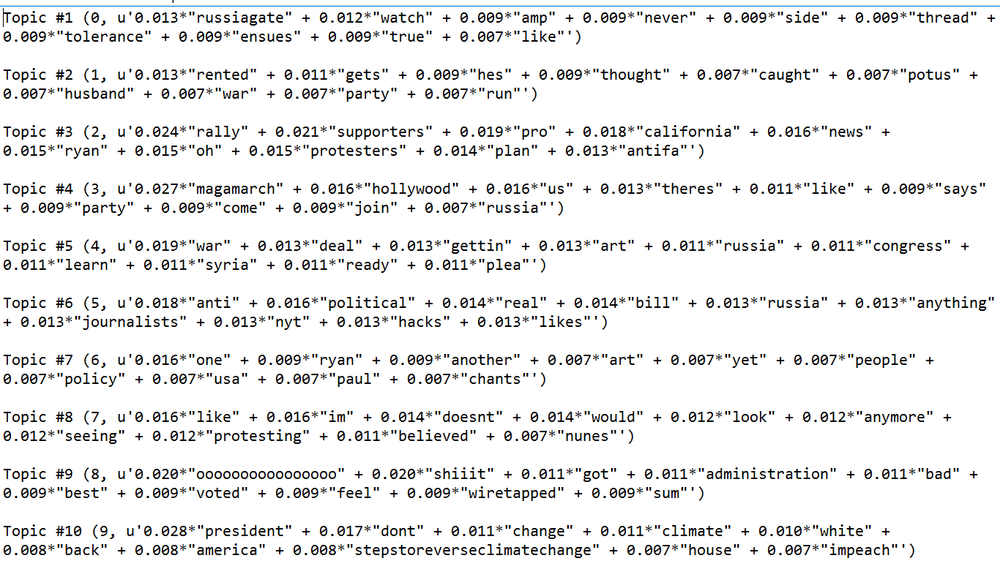 Topic #1 (0, u'0.013*"russiagate" + 0.012*"watch" + 0.009*"amp" + 0.009*"never" + 0.009*"side" + 0.009*"thread" +
0.009*"tolerance" + 0.009*"ensues" + 0.009*"true" + 0.007*"like"')
Topic #2 (1, u'0.013*"rented" + 0.011*"gets" + 0.009*"hes" + 0.009*"thought" + 0.007*"caught" + 0.007*"potus" +
0.007*"husband" + 0.007*"war" + 0.007*"party" + 0.007*"run"')
Topic #3 (2, u'0.024*"rally" + 0.021*"supporters" + 0.019*"pro" + 0.018*"california" + 0.016*"news" +
0.015*"ryan" + 0.015*"oh" + 0.015*"protesters" + 0.014*"plan" + 0.013*"antifa"')
Topic #4 (3, u'0.027*"magamarch" + 0.016*"hollywood" + 0.016*"us" + 0.013*"theres" + 0.011*"like" + 0.009*"says"
+ 0.009*"party" + 0.009*"come" + 0.009*"join" + 0.007*"russia"')
Topic #5 (4, u'0.019*"war" + 0.013*"deal" + 0.013*"gettin" + 0.013*"art" + 0.011*"russia" + 0.011*"congress" +
0.011*"learn" + 0.011*"syria" + 0.011*"ready" + 0.011*"plea"')
Topic #6 (5, u'0.018*"anti" + 0.016*"political" + 0.014*"real" + 0.014*"bill" + 0.013*"russia" + 0.013*"anything"
+ 0.013*"journalists" + 0.013*"nyt" + 0.013*"hacks" + 0.013*"likes"')
Topic #7 (6, u'0.016*"one" + 0.009*"ryan" + 0.009*"another" + 0.007*"art" + 0.007*"yet" + 0.007*"people" +
0.007*"policy" + 0.007*"usa" + 0.007*"paul" + 0.007*"chants"')
Topic #8 (7, u'0.016*"like" + 0.016*"im" + 0.014*"doesnt" + 0.014*"would" + 0.012*"look" + 0.012*"anymore" +
0.012*"seeing" + 0.012*"protesting" + 0.011*"believed" + 0.007*"nunes"')
Topic #9 (8, u'0.020*"oooooooooooooooo" + 0.020*"shiiit" + 0.011*"got" + 0.011*"administration" + 0.011*"bad" +
0.009*"best" + 0.009*"voted" + 0.009*"feel" + 0.009*"wiretapped" + 0.009*"sum"')
Topic #10 (9, u'0.028*"president" + 0.017*"dont" + 0.011*"change" + 0.011*"climate" + 0.010*"white" +
0.008*"back" + 0.008*"america" + 0.008*"stepstoreverseclimatechange" + 0.007*"house" + 0.007*"impeach"')